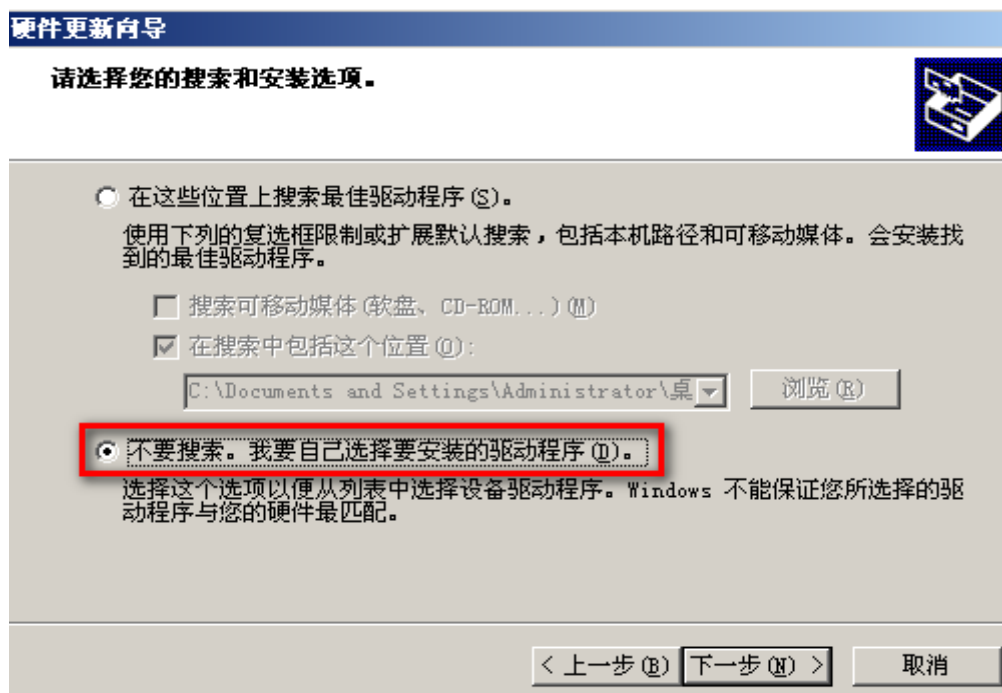 硬件更新向导
请选择您的搜索和安装选项。
在这些位置上搜索最佳驱动程序(S)。
使用下列的复选框限制或扩展默认搜索，包括本机路径和可移动媒体。会安装找
到的最佳驱动程序。
搜索可移动媒体(软盘、CD-ROM...)(M)
在搜索中包括这个位置(O):
C:\Documents and Settings\Administrator\桌
浏览(R)
不要搜索。我要自己选择要安装的驱动程序(D)。
选择这个选项以便从列表中选择设备驱动程序。Windows 不能保证您所选择的驱
动程序与您的硬件最匹配。
< 上一步(B)
下一步(N) >
取消